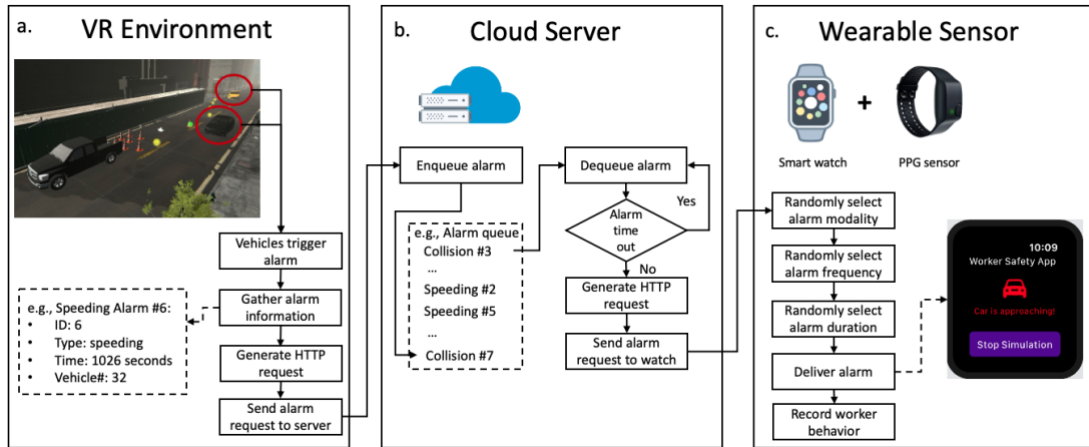 a.
VR Environment
Vehicles trigger
alarm
Gather alarm
information
e.g., Speeding Alarm #6:
• ID: 6
• Type: speeding
• Time: 1026 seconds
• Vehicle#: 32
Generate HTTP
request
Send alarm
request to server
b.
Cloud Server
Enqueue alarm
e.g., Alarm queue
Collision #3
...
Speeding #2
Speeding #5
...
Collision #7
Dequeue alarm
Alarm
time
out
Yes
No
Generate HTTP
request
Send alarm
request to watch
c.
Wearable Sensor
+
Smart watch
PPG sensor
Randomly select
alarm modality
Randomly select
alarm frequency
Randomly select
alarm duration
Deliver alarm
Record worker
behavior
10:09
Worker Safety App
Car is approaching!
Stop Simulation